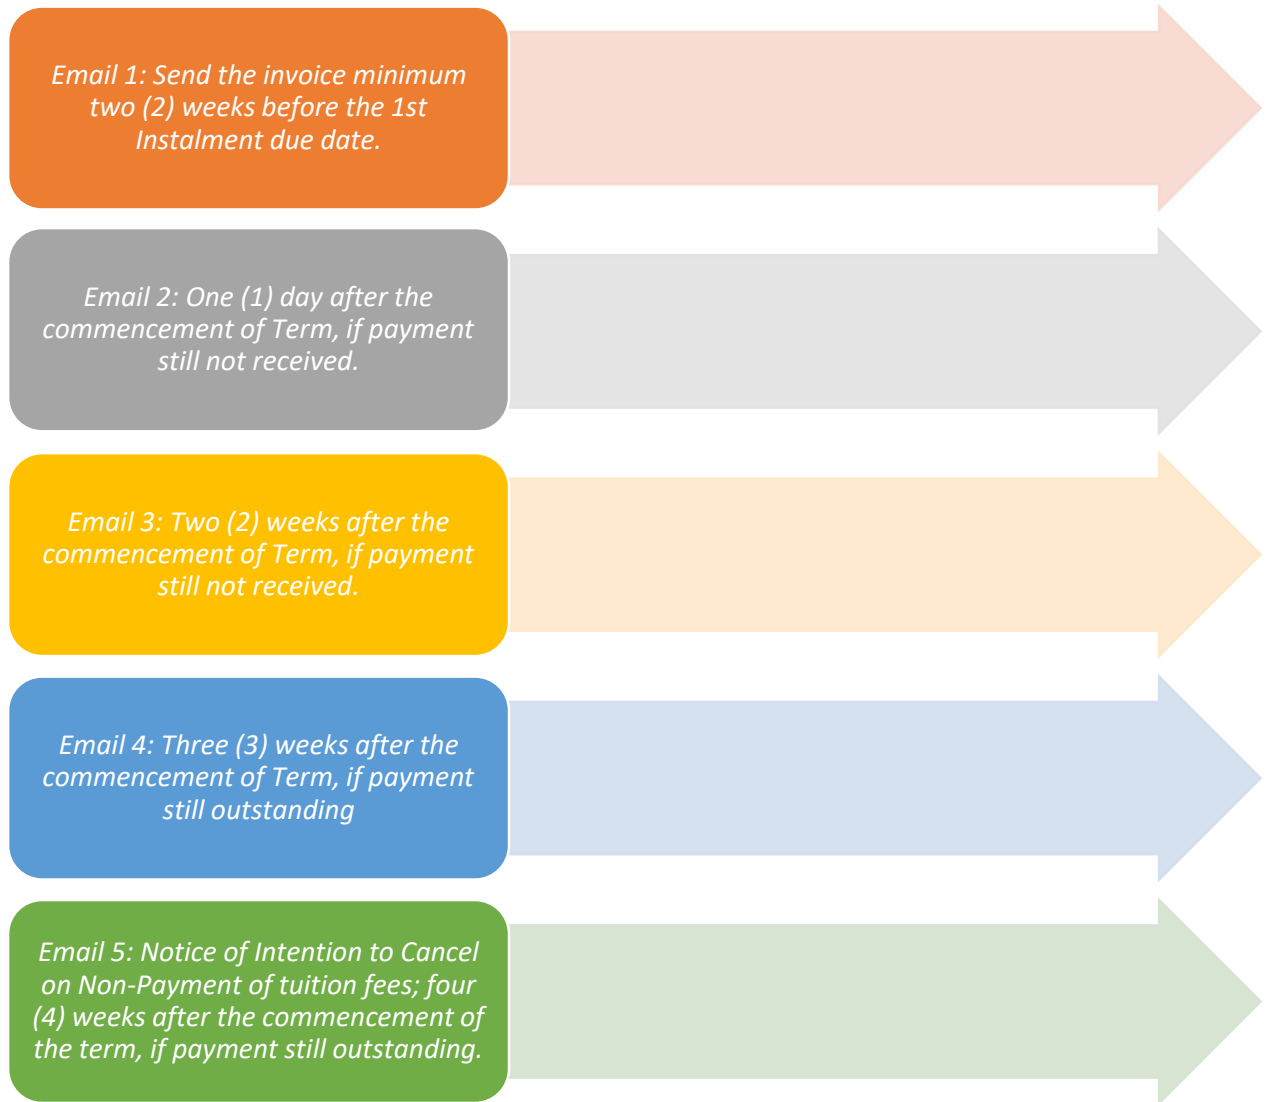 Email 1: Send the invoice minimum
two (2) weeks before the 1st
Instalment due date.
Email 2: One (1) day after the
commencement of Term, if payment
still not received.
Email 3: Two (2) weeks after the
commencement of Term, if payment
still not received.
Email 4: Three (3) weeks after the
commencement of Term, if payment
still outstanding
Email 5: Notice of Intention to Cancel
on Non-Payment of tuition fees; four
(4) weeks after the commencement of
the term, if payment still outstanding.